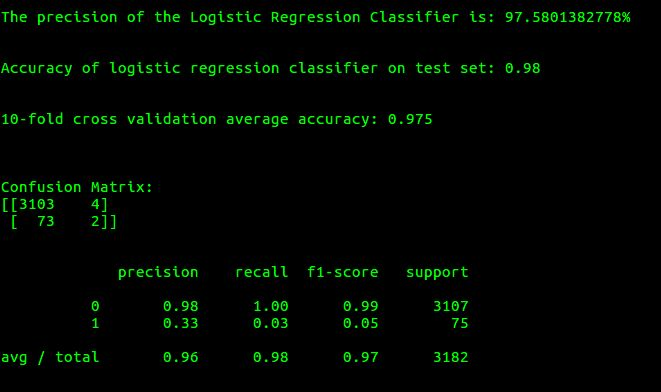 The precision of the Logistic Regression Classifier is: 97.5801382778%
Accuracy of logistic regression classifier on test set: 0.98
10-fold cross validation average accuracy: 0.975
Confusion Matrix:
[[3103    4]
 [  73    2]]
             precision    recall  f1-score   support
          0       0.98      1.00      0.99      3107
          1       0.33      0.03      0.05        75
avg / total       0.96      0.98      0.97      3182